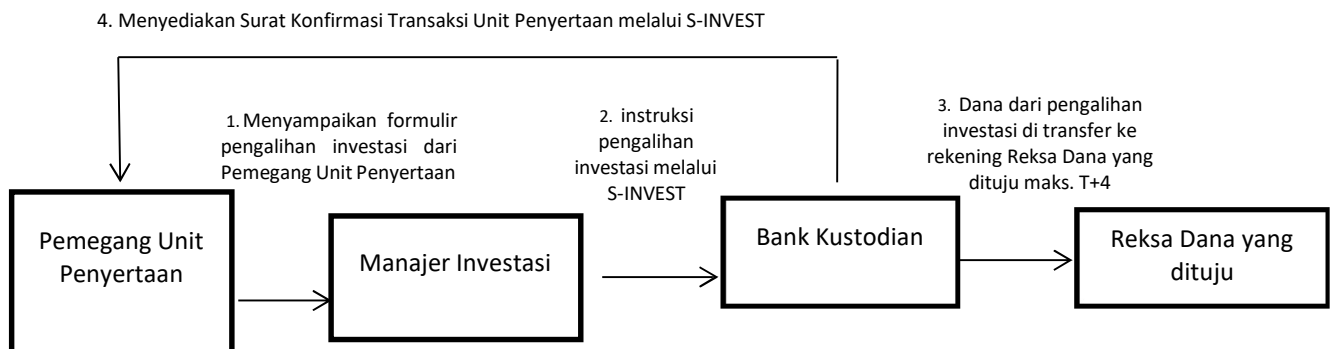 4. Menyediakan Surat Konfirmasi Transaksi Unit Penyertaan melalui S-INVEST
1. Menyampaikan formulir
pengalihan investasi dari
Pemegang Unit Penyertaan
2. instruksi
pengalihan
investasi melalui
S-INVEST
3. Dana dari pengalihan
investasi di transfer ke
rekening Reksa Dana yang
dituju maks. T+4
Pemegang Unit
Penyertaan
Manajer Investasi
Bank Kustodian
Reksa Dana yang
dituju